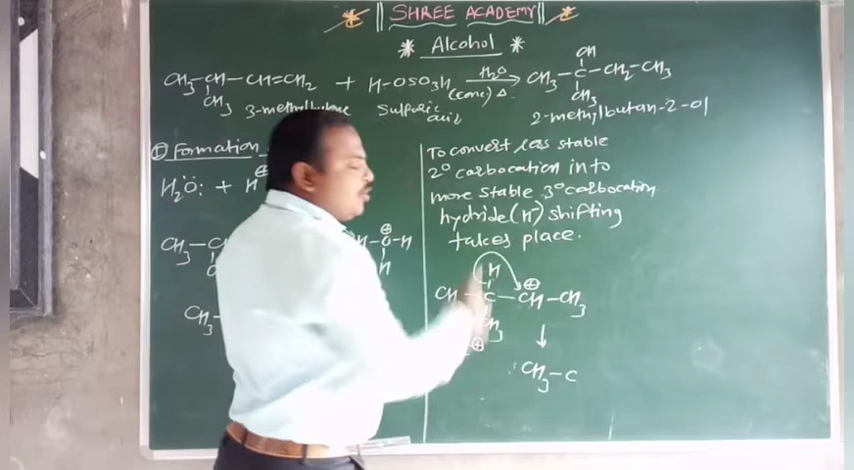 SHREE ACADEMY
* Alcohol *
OH
CH₃-CH-CH=CH₂ + H-OSO₃H H₂O → CH₃-C-CH₂-CH₃
CH₃ (conc) Δ CH₃
3-methylbutene Sulfuric acid 2-methylbutan-2-ol
① Formation
H₂Ö: + H⊕
CH₃-C
⊕
-O-H
H
CH₃-
To convert less stable
2° carbocation into
more stable 3° carbocation
hydride (H) shifting
takes place.
H ⊕
CH C-CH-CH₃
⊕
↓
CH₃-C